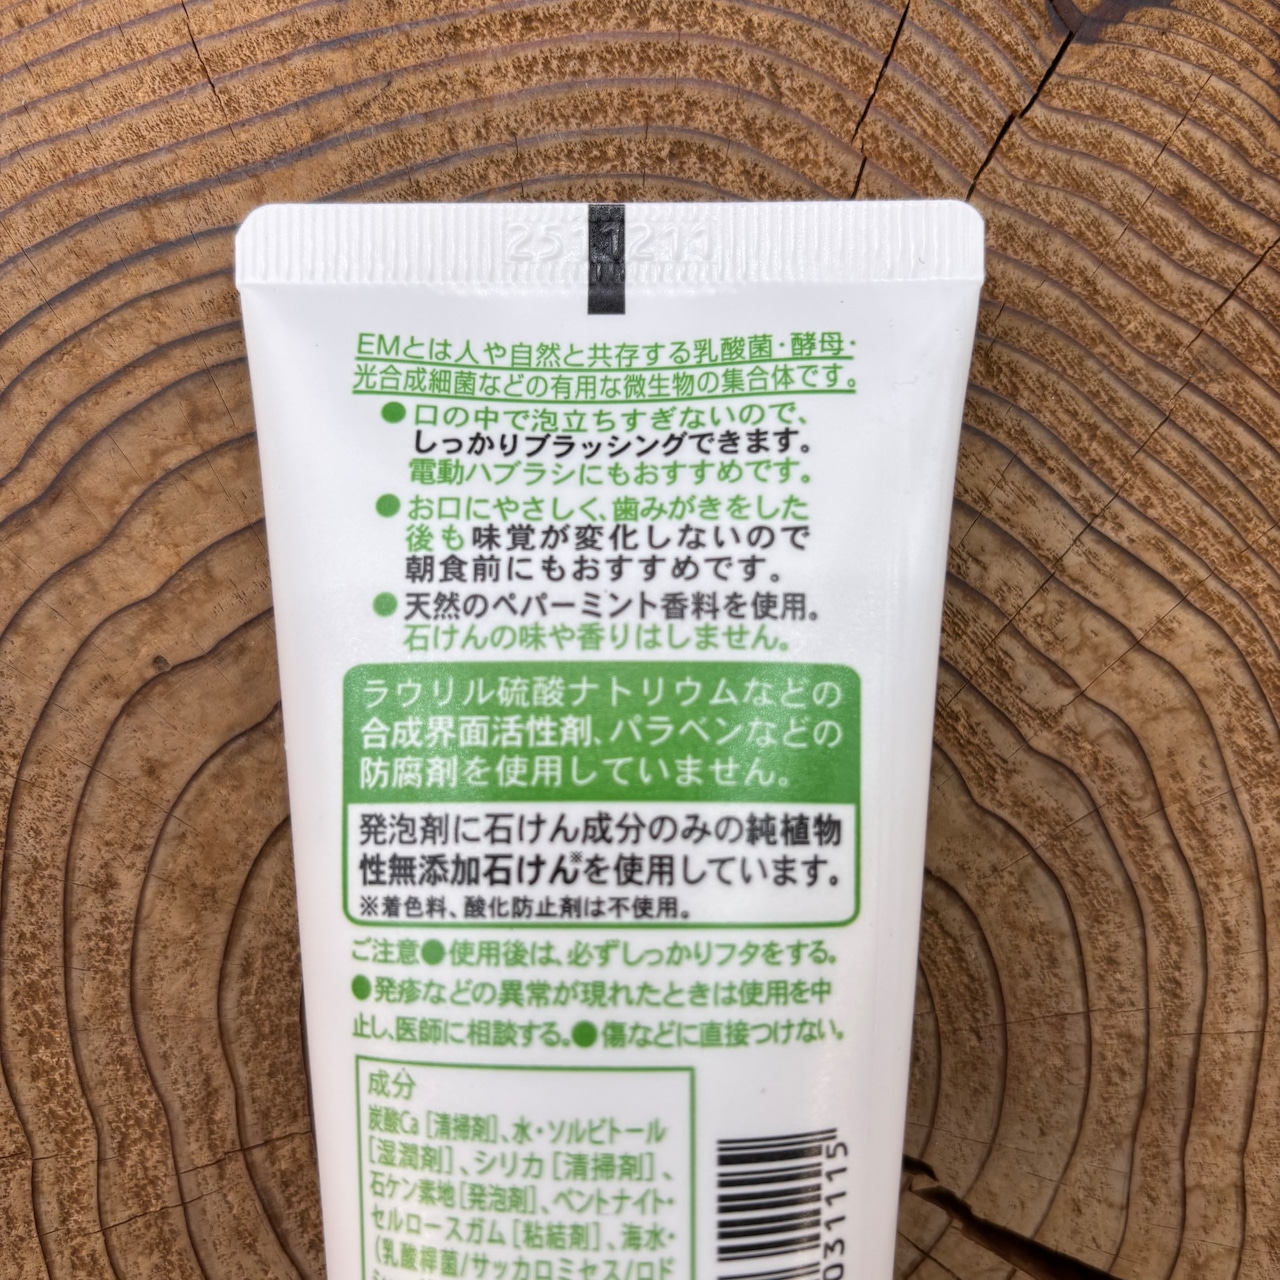 2511211
EMとは人や自然と共存する乳酸菌・酵母・
光合成細菌などの有用な微生物の集合体です。
●口の中で泡立ちすぎないので、
しっかりブラッシングできます。
電動ハブラシにもおすすめです。
●お口にやさしく、歯みがきをした
後も味覚が変化しないので
朝食前にもおすすめです。
●天然のペパーミント香料を使用。
石けんの味や香りはしません。
ラウリル硫酸ナトリウムなどの
合成界面活性剤、パラベンなどの
防腐剤を使用していません。
発泡剤に石けん成分のみの純植物
性無添加石けん※を使用しています。
※着色料、酸化防止剤は不使用。
ご注意●使用後は、必ずしっかりフタをする。
●発疹などの異常が現れたときは使用を中
止し、医師に相談する。●傷などに直接つけない。
成分
炭酸Ca[清掃剤]、水・ソルビトール
[湿潤剤]、シリカ[清掃剤]、
石ケン素地[発泡剤]、ベントナイト・
セルロースガム[粘結剤]、海水・
(乳酸桿菌/サッカロミセス/ロド
031115